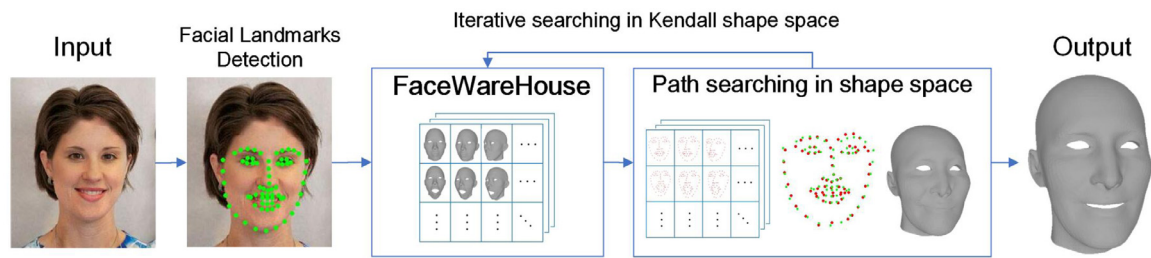 Iterative searching in Kendall shape space
Input
Facial Landmarks
Detection
FaceWareHouse
Path searching in shape space
Output